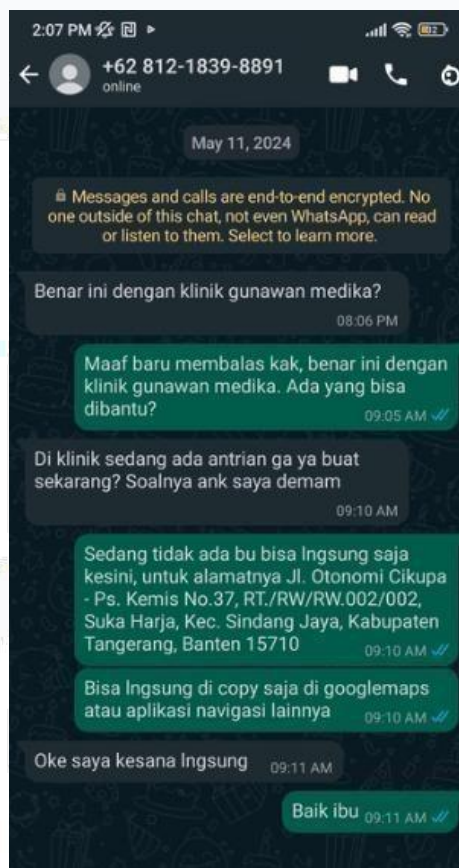 2:07 PM
82
+62 812-1839-8891
online
May 11, 2024
Messages and calls are end-to-end encrypted. No
one outside of this chat, not even WhatsApp, can read
or listen to them. Select to learn more.
Benar ini dengan klinik gunawan medika?
08:06 PM
Maaf baru membalas kak, benar ini dengan
klinik gunawan medika. Ada yang bisa
dibantu?
09:05 AM
Di klinik sedang ada antrian ga ya buat
sekarang? Soalnya ank saya demam
09:10 AM
Sedang tidak ada bu bisa lngsung saja
kesini, untuk alamatnya Jl. Otonomi Cikupa
- Ps. Kemis No.37, RT./RW/RW.002/002,
Suka Harja, Kec. Sindang Jaya, Kabupaten
Tangerang, Banten 15710
09:10 AM
Bisa lngsung di copy saja di googlemaps
atau aplikasi navigasi lainnya
09:10 AM
Oke saya kesana lngsung
09:11 AM
Baik ibu
09:11 AM